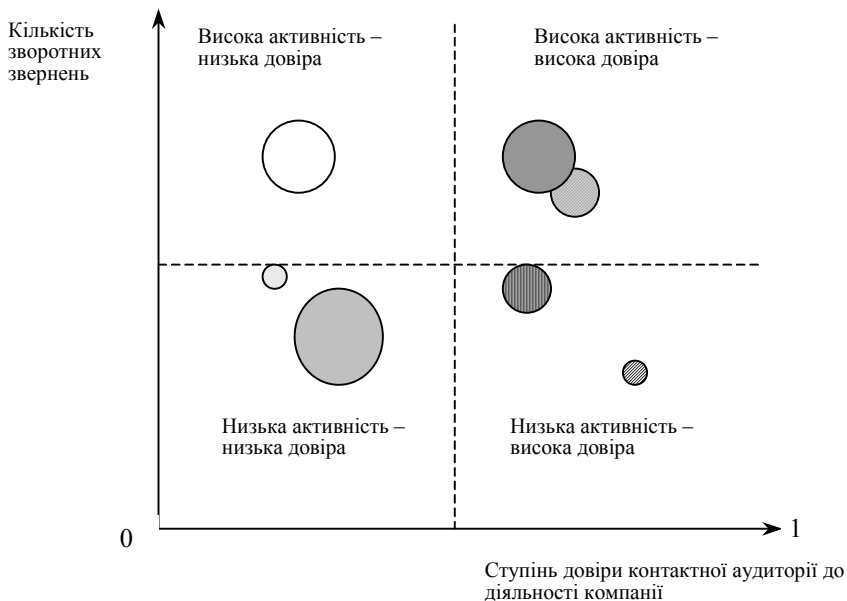 Кількість
зворотних
звернень
Висока активність –
низька довіра
Висока активність –
висока довіра
Низька активність –
низька довіра
Низька активність –
висока довіра
0
1
Ступінь довіри контактної аудиторії до
діяльності компанії